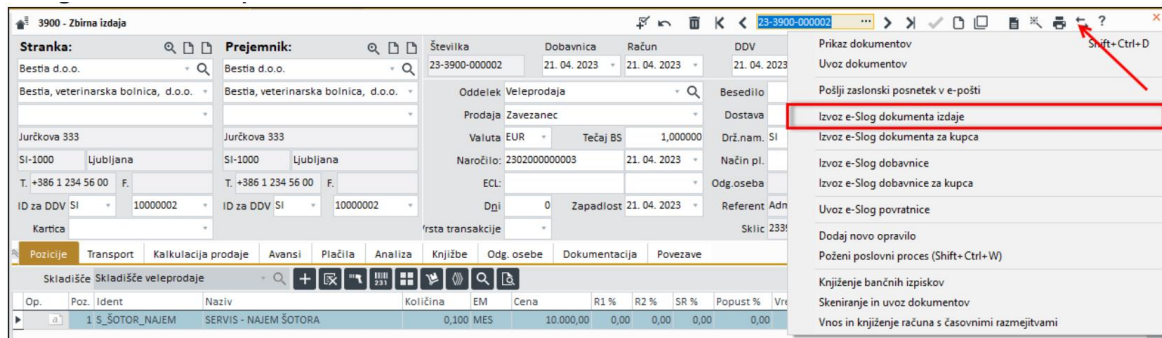 3900 - Zbirna izdaja 23-3900-000002 ... ?
Stranka: Prejemnik: Številka Dobavnica Račun DDV
Bestia d.o.o. Bestia d.o.o. 23-3900-000002 21. 04. 2023 21. 04. 2023 21. 04. 2023
Bestia, veterinarska bolnica, d.o.o. Bestia, veterinarska bolnica, d.o.o. Oddelek Veleprodaja Besedilo
Prodaja Zavezanec Dostava
Jurčkova 333 Jurčkova 333 Valuta EUR Tečaj BS 1,000000 Drž.nam. SI
SI-1000 Ljubljana SI-1000 Ljubljana Naročilo: 2302000000003 21. 04. 2023 Način pl.
T. +386 1 234 56 00 F. T. +386 1 234 56 00 F. ECL: Odg.oseba
ID za DDV SI 10000002 ID za DDV SI 10000002 Dni 0 Zapadlost 21. 04. 2023 Referent
Kartica rsta transakcije Sklic
Pozicije Transport Kalkulacija prodaje Avansi Plačila Analiza Knjižbe Odg. osebe Dokumentacija Povezave
Skladišče Skladišče veleprodaje 231
Op. Poz. Ident Naziv Količina EM Cena R1 % R2 % SR % Popust %
a 1 S_ŠOTOR_NAJEM SERVIS - NAJEM ŠOTORA 0,100 MES 10.000,00 0,00 0,00 0,00 0,00
Prikaz dokumentov Shift+Ctrl+D
Uvoz dokumentov
Pošlji zaslonski posnetek v e-pošti
Izvoz e-Slog dokumenta izdaje
Izvoz e-Slog dokumenta za kupca
Izvoz e-Slog dobavnice
Izvoz e-Slog dobavnice za kupca
Uvoz e-Slog povratnice
Dodaj novo opravilo
Poženi poslovni proces (Shift+Ctrl+W)
Knjiženje bančnih izpiskov
Skeniranje in uvoz dokumentov
Vnos in knjiženje računa s časovnimi razmejitvami